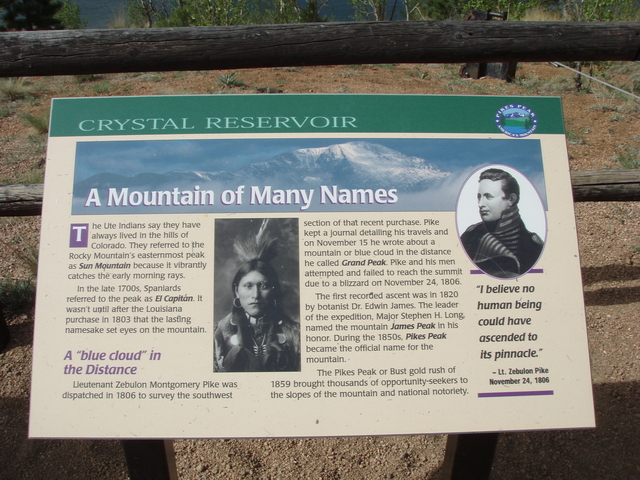 CRYSTAL RESERVOIR
PIKES PEAK
A Mountain of Many Names
The Ute Indians say they have
always lived in the hills of
Colorado. They referred to the
Rocky Mountain's easternmost peak
as Sun Mountain because it vibrantly
catches the early morning rays.
In the late 1700s, Spaniards
referred to the peak as El Capitán. It
wasn't until after the Louisiana
purchase in 1803 that the lasting
namesake set eyes on the mountain.
A "blue cloud" in
the Distance
Lieutenant Zebulon Montgomery Pike was
dispatched in 1806 to survey the southwest
section of that recent purchase. Pike
kept a journal detailing his travels and
on November 15 he wrote about a
mountain or blue cloud in the distance
he called Grand Peak. Pike and his men
attempted and failed to reach the summit
due to a blizzard on November 24, 1806.
The first recorded ascent was in 1820
by botanist Dr. Edwin James. The leader
of the expedition, Major Stephen H. Long,
named the mountain James Peak in his
honor. During the 1850s, Pikes Peak
became the official name for the
mountain.
The Pikes Peak or Bust gold rush of
1859 brought thousands of opportunity-seekers to
the slopes of the mountain and national notoriety.
"I believe no
human being
could have
ascended to
its pinnacle."
– Lt. Zebulon Pike
November 24, 1806